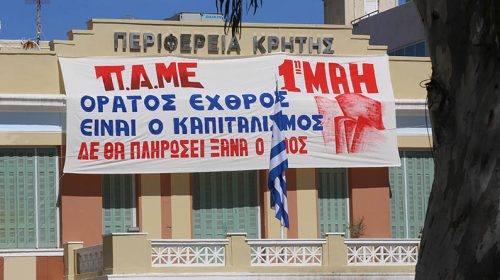 ΠΕΡΙΦΕΡΕΙΑ ΚΡΗΤΗΣ
Π.Α.ΜΕ 1η ΜΑΗ
ΟΡΑΤΟΣ ΕΧΘΡΟΣ
ΕΙΝΑΙ Ο ΚΑΠΙΤΑΛΙΣΜΟΣ
ΔΕ ΘΑ ΠΛΗΡΩΣΕΙ ΞΑΝΑ Ο